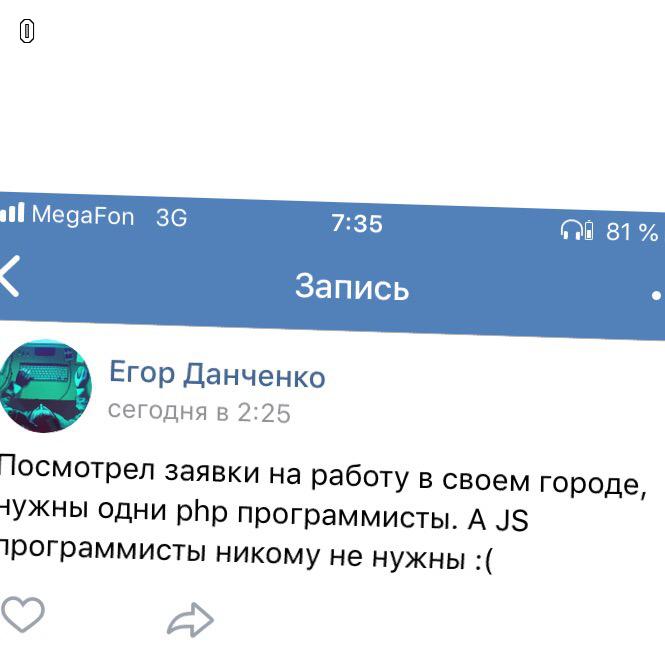 MegaFon 3G 7:35 81 %
Запись
Егор Данченко
сегодня в 2:25
Посмотрел заявки на работу в своем городе,
нужны одни php программисты. А JS
программисты никому не нужны :(